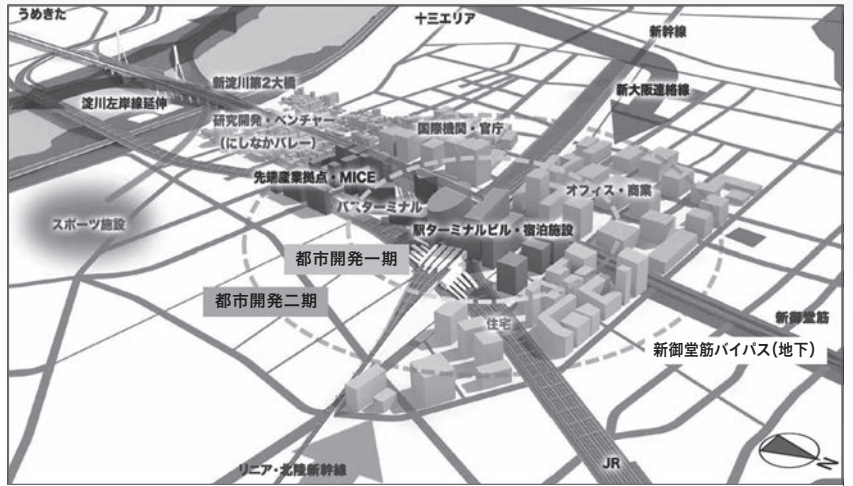 うめきた
十三エリア
新幹線
新淀川第2大橋
新大阪連絡線
淀川左岸線延伸
研究開発・ベンチャー
(にしなかバレー)
国際機関・官庁
先端産業拠点・MICE
オフィス・商業
バスターミナル
スポーツ施設
駅ターミナルビル・宿泊施設
都市開発一期
都市開発二期
住宅
新御堂筋
新御堂筋バイパス(地下)
リニア・北陸新幹線
JR
N